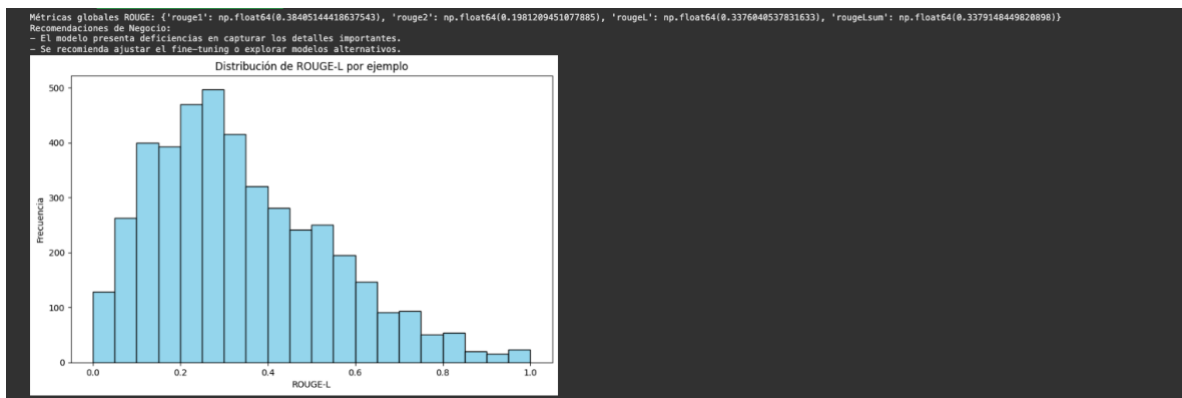 Métricas globales ROUGE: {'rouge1': np.float64(0.38405144418637543), 'rouge2': np.float64(0.1981209451077885), 'rougeL': np.float64(0.3376040537831633), 'rougeLsum': np.float64(0.3379148449820898)}
Recomendaciones de Negocio:
– El modelo presenta deficiencias en capturar los detalles importantes.
– Se recomienda ajustar el fine-tuning o explorar modelos alternativos.
Distribución de ROUGE-L por ejemplo
500
400
300
200
100
0
Frecuencia
0.0 0.2 0.4 0.6 0.8 1.0
ROUGE-L